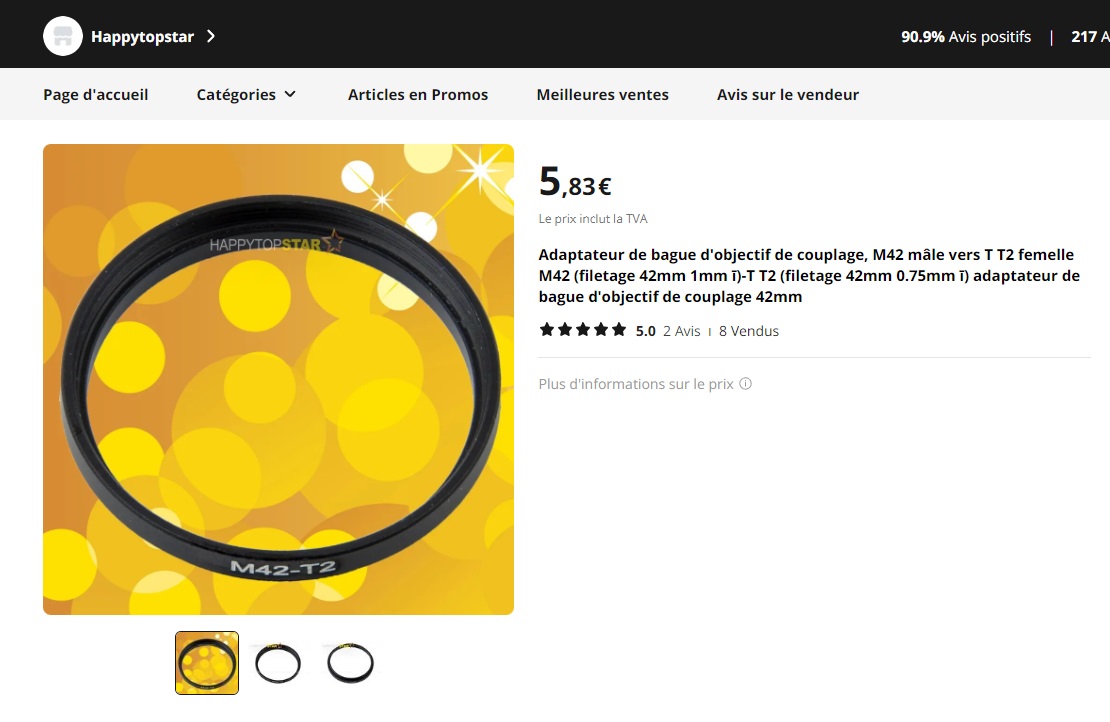 Happytopstar
90.9% Avis positifs | 217 A
Page d'accueil
Catégories
Articles en Promos
Meilleures ventes
Avis sur le vendeur
HAPPYTOPSTAR
M42-T2
5,83€
Le prix inclut la TVA
Adaptateur de bague d'objectif de couplage, M42 mâle vers T T2 femelle
M42 (filetage 42mm 1mm î)-T T2 (filetage 42mm 0.75mm î) adaptateur de
bague d'objectif de couplage 42mm
5.0 2 Avis | 8 Vendus
Plus d'informations sur le prix